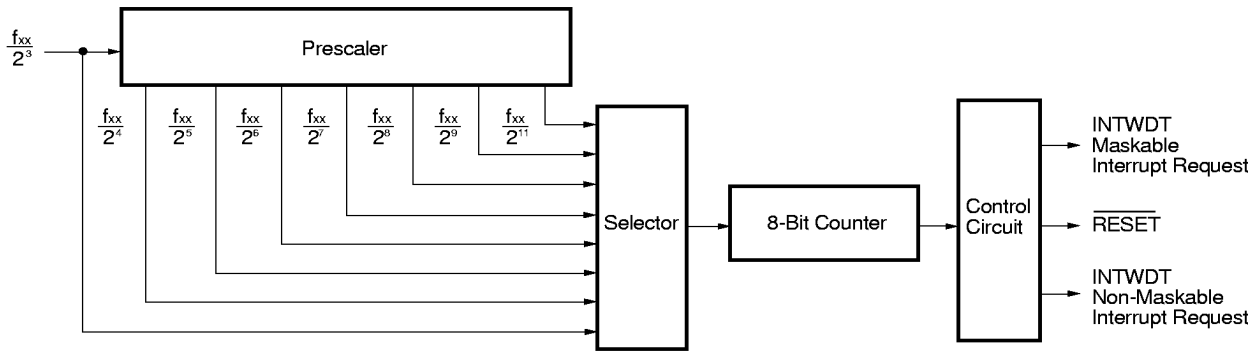 fxx
2³
Prescaler
fxx
2⁴
fxx
2⁵
fxx
2⁶
fxx
2⁷
fxx
2⁸
fxx
2⁹
fxx
2¹¹
Selector
8-Bit Counter
Control
Circuit
INTWDT
Maskable
Interrupt Request
RESET
INTWDT
Non-Maskable
Interrupt Request